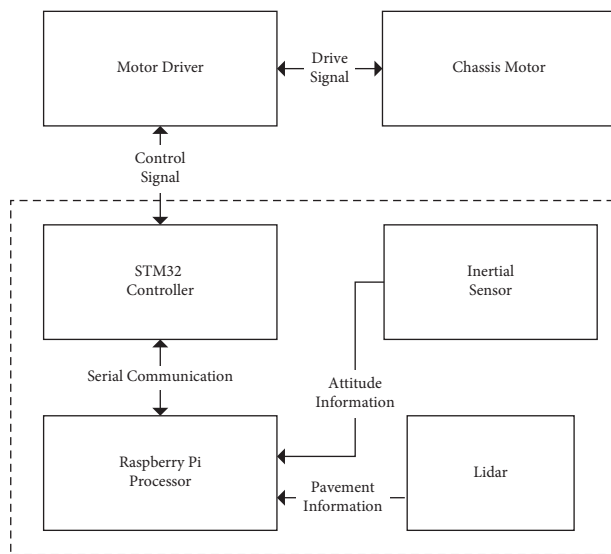 Motor Driver
Drive
Signal
Chassis Motor
Control
Signal
STM32
Controller
Inertial
Sensor
Serial Communication
Attitude
Information
Raspberry Pi
Processor
Pavement
Information
Lidar